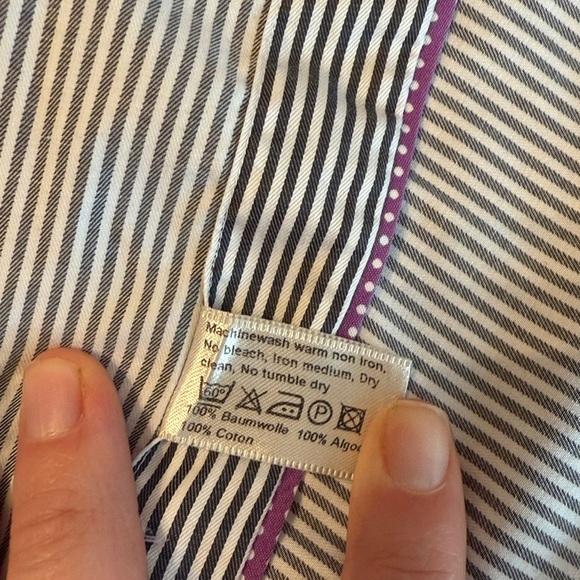 Machinewash warm non Iron,
No bleach, Iron medium, Dry
clean, No tumble dry
60° P
100% Baumwolle 100% Algo
100% Coton